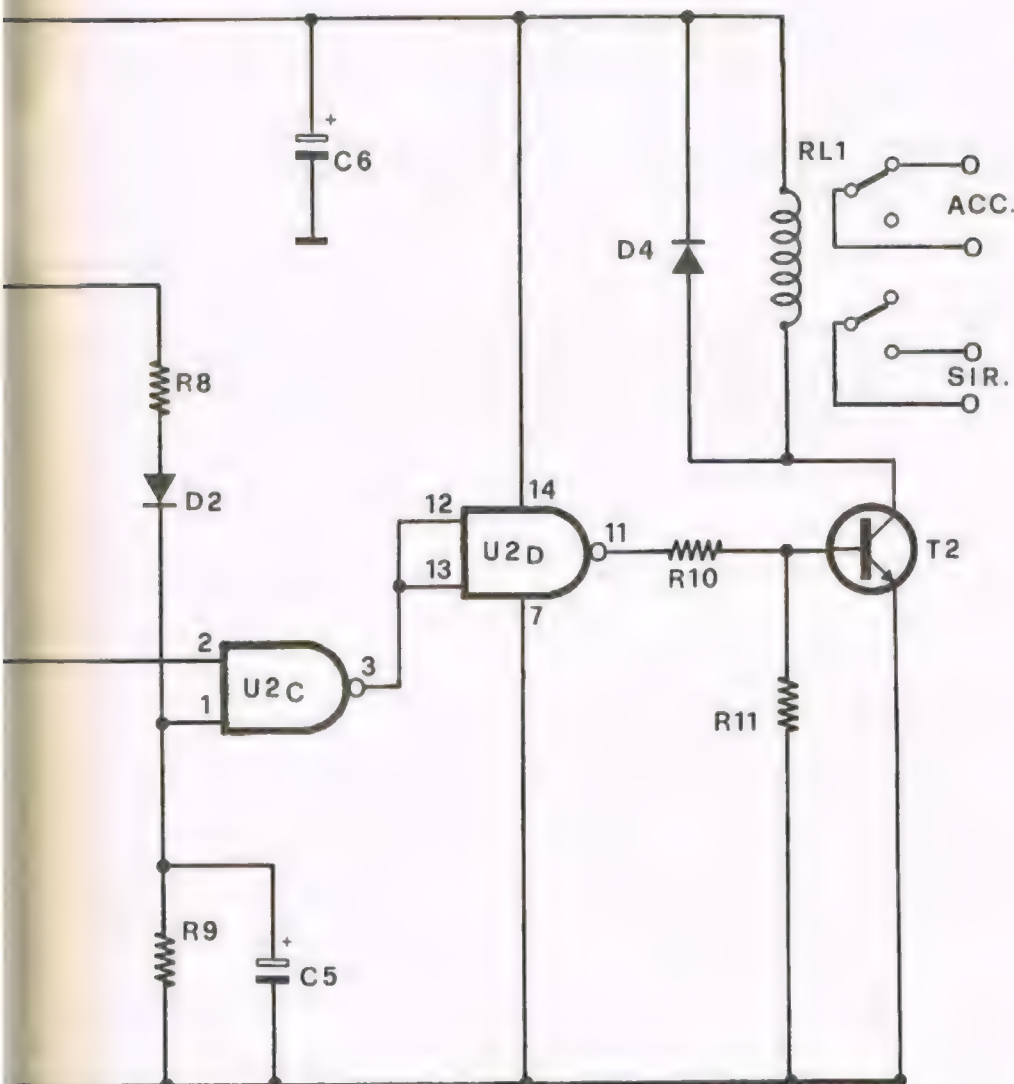 +
C6
RL1
ACC.
D4
SIR.
R8
D2
12
14
13
U2D
11
R10
T2
7
2
3
U2C
1
R11
R9
+
C5